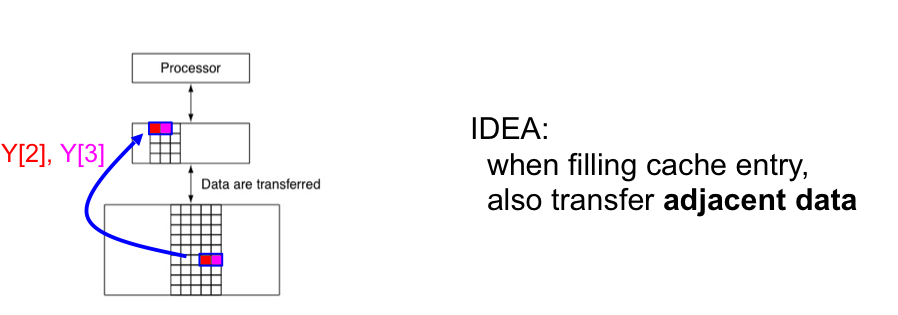 Processor
Y[2], Y[3]
Data are transferred
IDEA:
when filling cache entry,
also transfer adjacent data